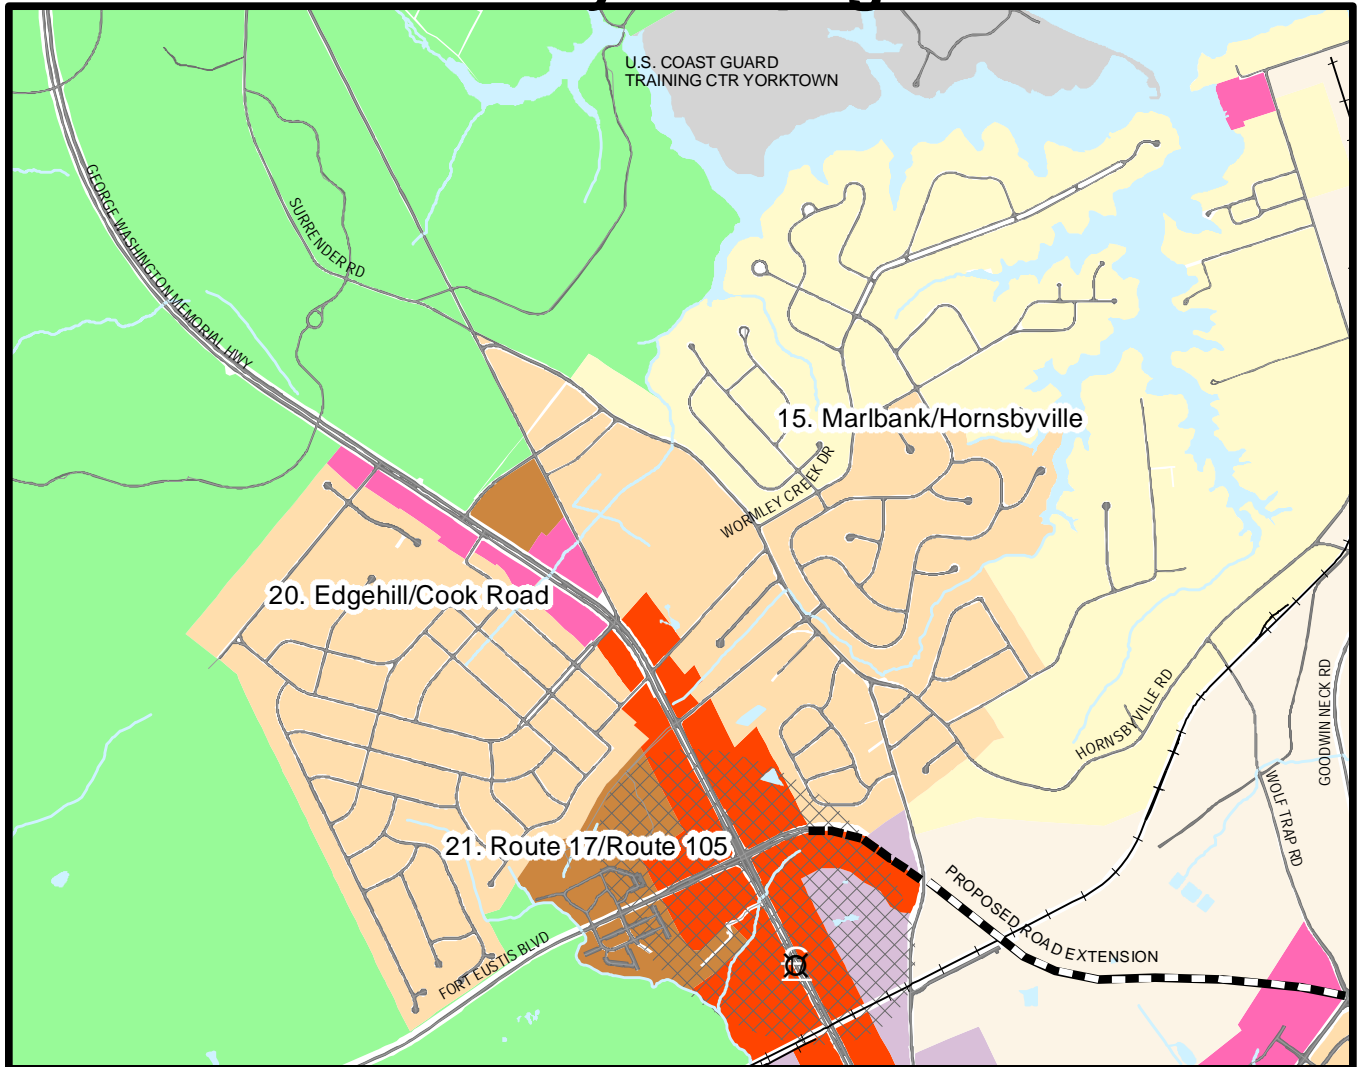 U.S. COAST GUARD
TRAINING CTR YORKTOWN
GEORGE WASHINGTON MEMORIAL HWY
SURRENDER RD
15. Marlbank/Hornsbyville
WORMLEY CREEK DR
20. Edgehill/Cook Road
HORNSBYVILLE RD
GOODWIN NECK RD
WOLF TRAP RD
21. Route 17/Route 105
PROPOSED ROAD EXTENSION
FORT EUSTIS BLVD